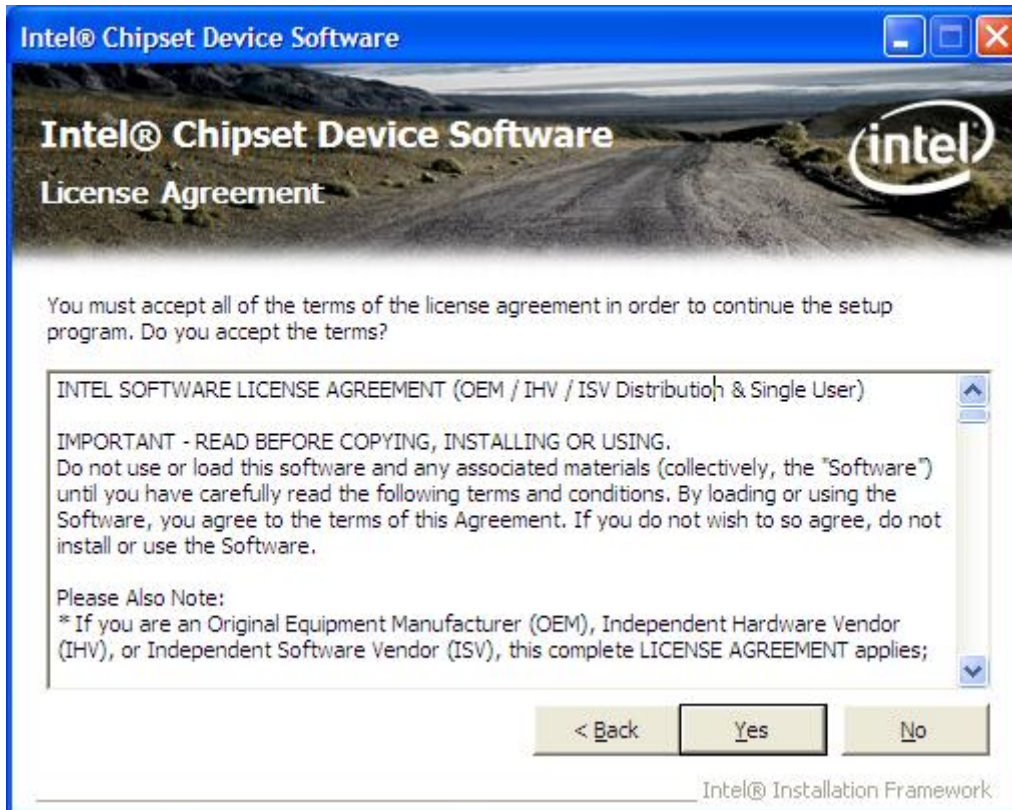 Intel® Chipset Device Software
Intel® Chipset Device Software
intel
License Agreement
You must accept all of the terms of the license agreement in order to continue the setup
program. Do you accept the terms?
INTEL SOFTWARE LICENSE AGREEMENT (OEM / IHV / ISV Distribution & Single User)
IMPORTANT - READ BEFORE COPYING, INSTALLING OR USING.
Do not use or load this software and any associated materials (collectively, the "Software")
until you have carefully read the following terms and conditions. By loading or using the
Software, you agree to the terms of this Agreement. If you do not wish to so agree, do not
install or use the Software.
Please Also Note:
* If you are an Original Equipment Manufacturer (OEM), Independent Hardware Vendor
(IHV), or Independent Software Vendor (ISV), this complete LICENSE AGREEMENT applies;
< Back Yes No
Intel® Installation Framework